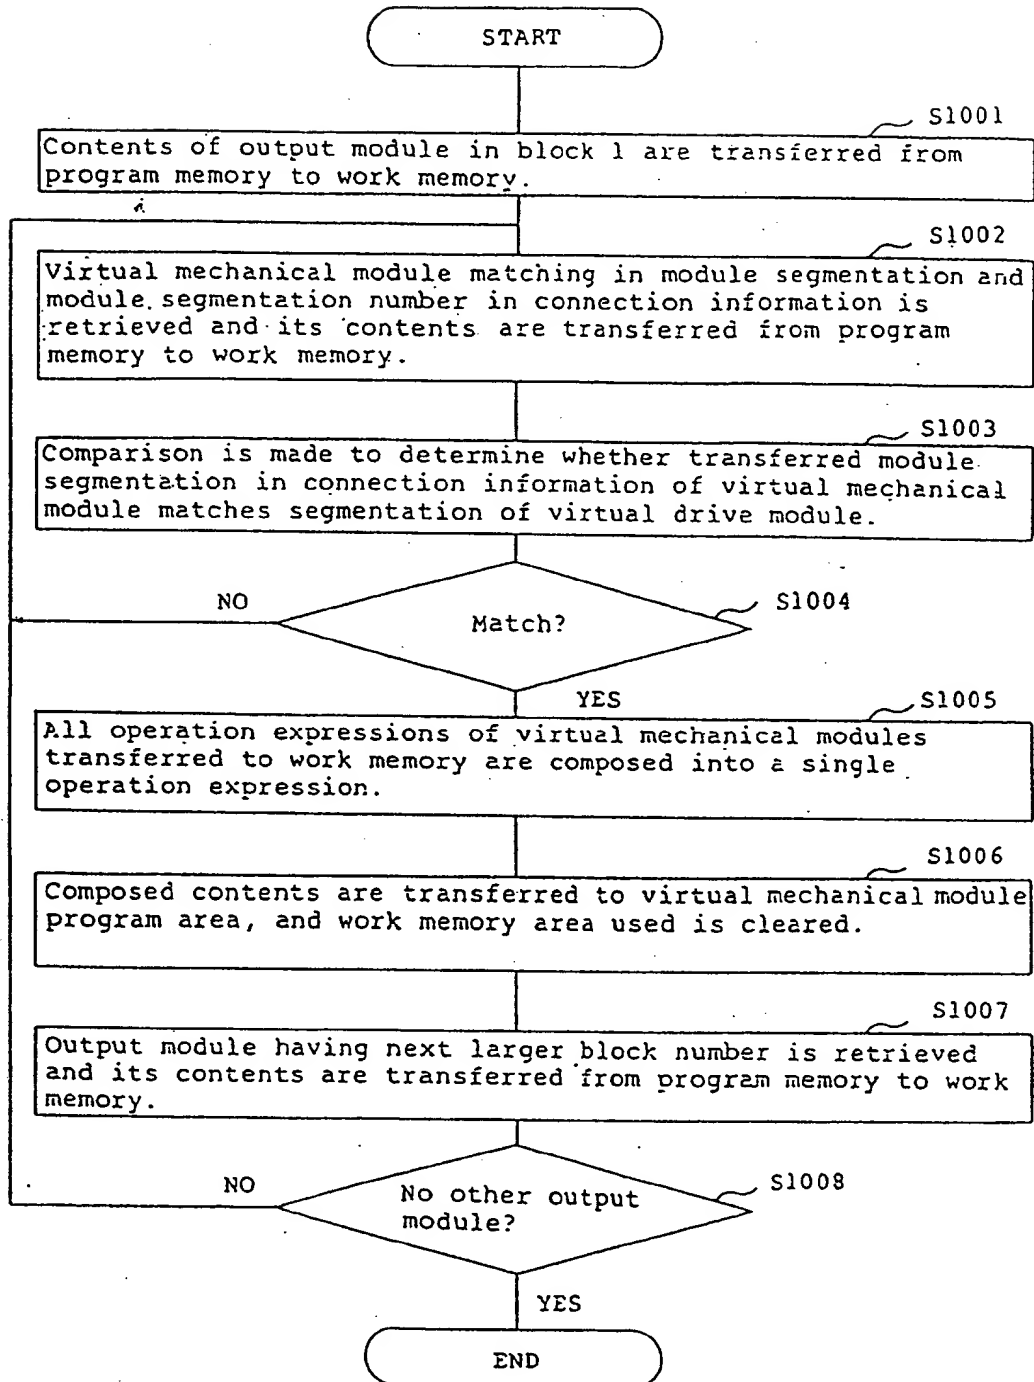 START
S1001
Contents of output module in block 1 are transferred from
program memory to work memory.
S1002
Virtual mechanical module matching in module segmentation and
module segmentation number in connection information is
retrieved and its contents are transferred from program
memory to work memory.
S1003
Comparison is made to determine whether transferred module
segmentation in connection information of virtual mechanical
module matches segmentation of virtual drive module.
NO
Match?
S1004
YES
S1005
All operation expressions of virtual mechanical modules
transferred to work memory are composed into a single
operation expression.
S1006
Composed contents are transferred to virtual mechanical module
program area, and work memory area used is cleared.
S1007
Output module having next larger block number is retrieved
and its contents are transferred from program memory to work
memory.
NO
No other output
module?
S1008
YES
END